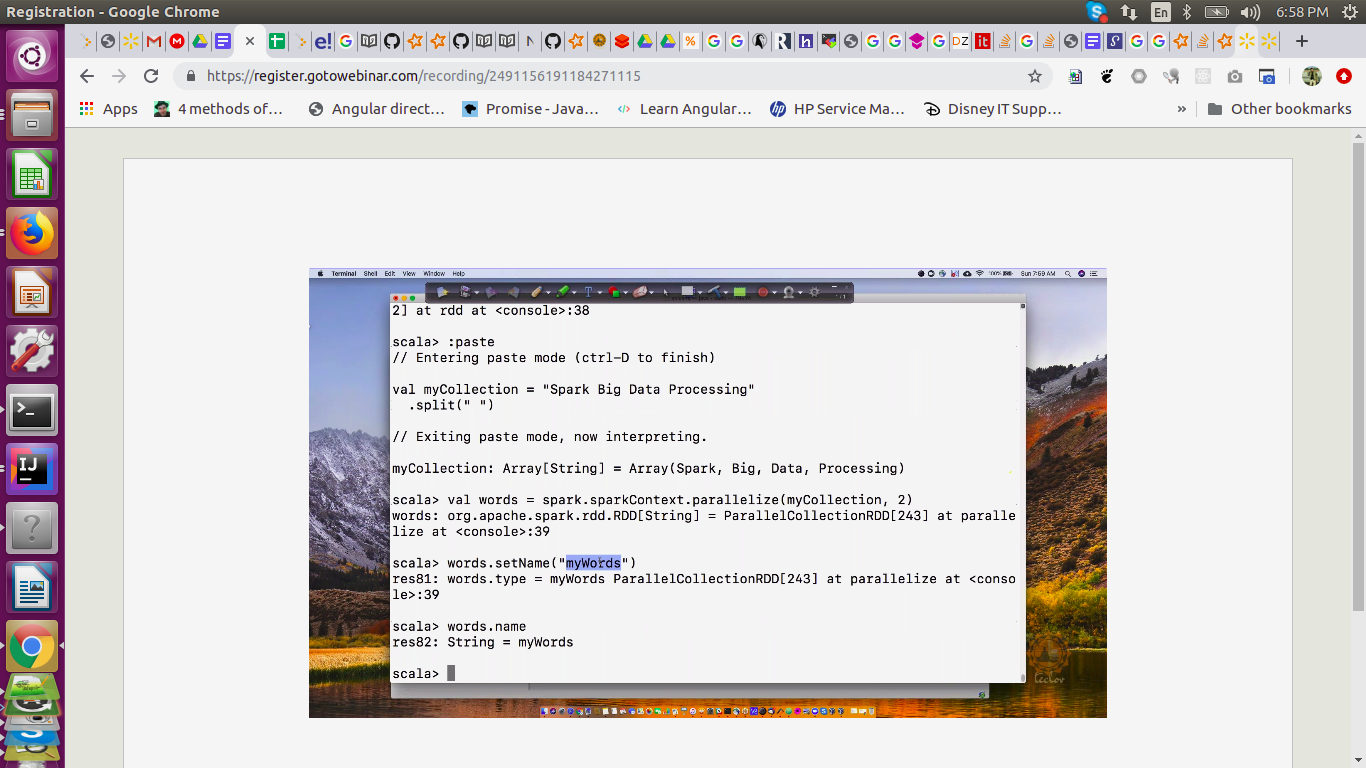 Registration - Google Chrome
En
6:58 PM
https://register.gotowebinar.com/recording/2491156191184271115
Apps
4 methods of...
Angular direct...
Promise - Java...
Learn Angular...
HP Service Ma...
Disney IT Supp...
»
Other bookmarks
Terminal Shell Edit View Window Help
100%
Sun 7:59 AM
2] at rdd at <console>:38
scala> :paste
// Entering paste mode (ctrl-D to finish)
val myCollection = "Spark Big Data Processing"
.split(" ")
// Exiting paste mode, now interpreting.
myCollection: Array[String] = Array(Spark, Big, Data, Processing)
scala> val words = spark.sparkContext.parallelize(myCollection, 2)
words: org.apache.spark.rdd.RDD[String] = ParallelCollectionRDD[243] at paralle
lize at <console>:39
scala> words.setName("myWords")
res81: words.type = myWords ParallelCollectionRDD[243] at parallelize at <conso
le>:39
scala> words.name
res82: String = myWords
scala>